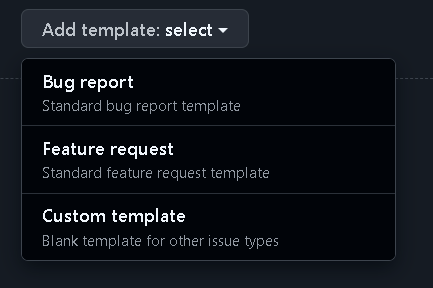 Add template: select
Bug report
Standard bug report template
Feature request
Standard feature request template
Custom template
Blank template for other issue types